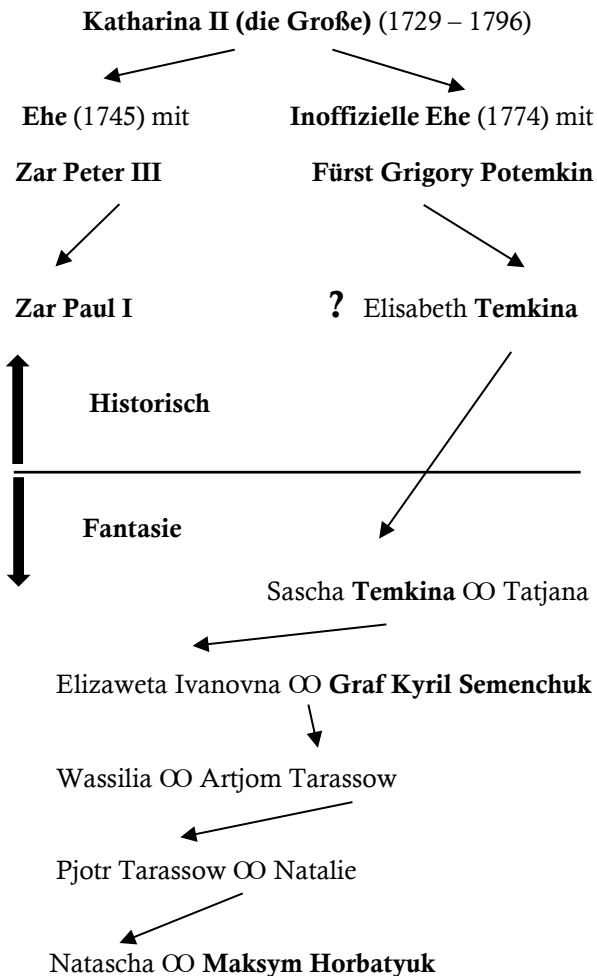 Katharina II (die Große) (1729 – 1796)
Ehe (1745) mit
Inoffizielle Ehe (1774) mit
Zar Peter III
Fürst Grigory Potemkin
Zar Paul I
? Elisabeth Temkina
Historisch
Fantasie
Sascha Temkina ꝏ Tatjana
Elizaweta Ivanovna ꝏ Graf Kyril Semenchuk
Wassilia ꝏ Artjom Tarassow
Pjotr Tarassow ꝏ Natalie
Natascha ꝏ Maksym Horbatyuk